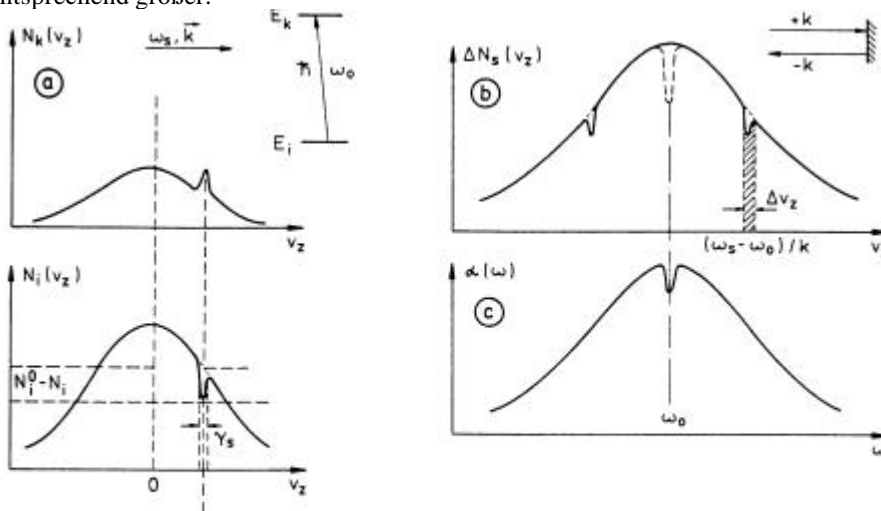 ntsprechend größer.
N_k(v_z)
ω_s, k⃗
E_k
ħ ω_0
E_i
a
v_z
N_i(v_z)
N_i^0-N_i
γ_s
0
v_z
ΔN_s(v_z)
+k
-k
b
Δv_z
(ω_s-ω_0)/k
v
α(ω)
c
ω_0
ω